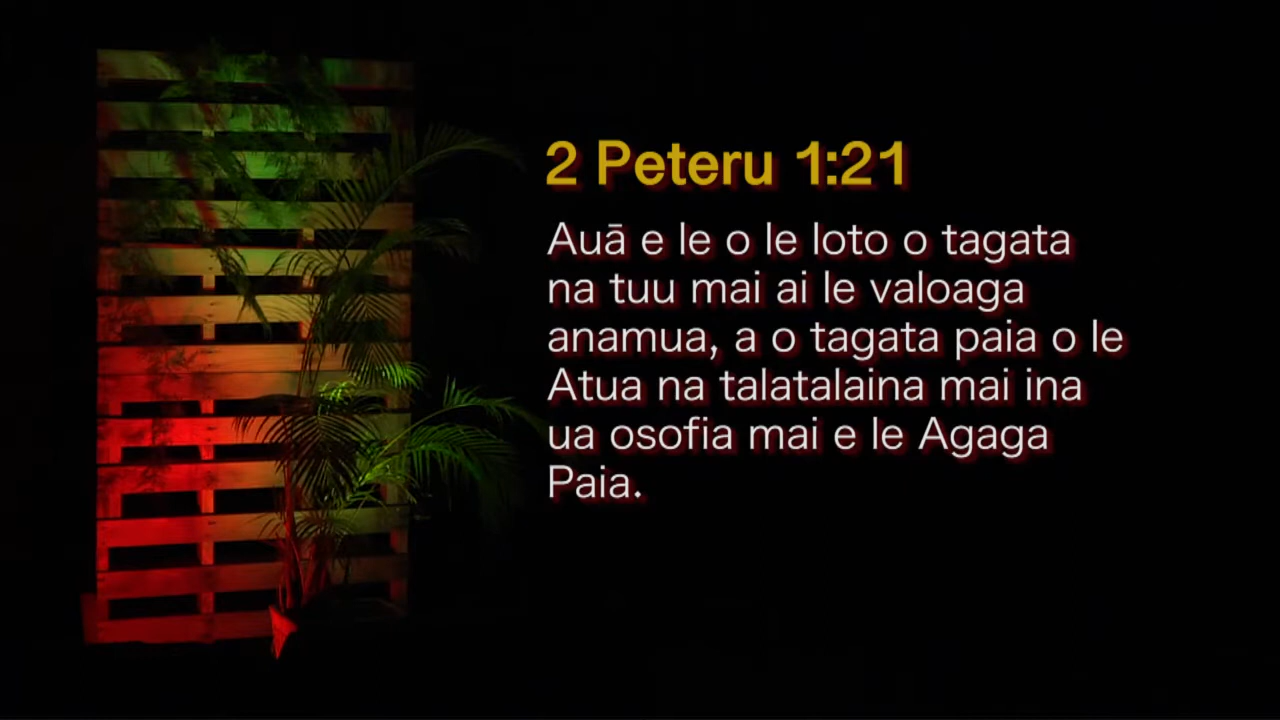 2 Peteru 1:21
Auā e le o le loto o tagata
na tuu mai ai le valoaga
anamua, a o tagata paia o le
Atua na talatalaina mai ina
ua osofia mai e le Agaga
Paia.